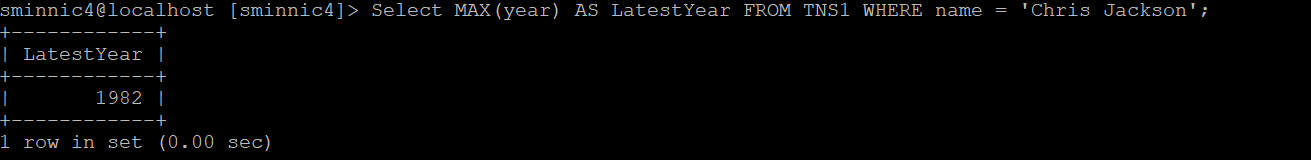 sminnic4@localhost [sminnic4]> Select MAX(year) AS LatestYear FROM TNS1 WHERE name = 'Chris Jackson';
+------------+
| LatestYear |
+------------+
|       1982 |
+------------+
1 row in set (0.00 sec)